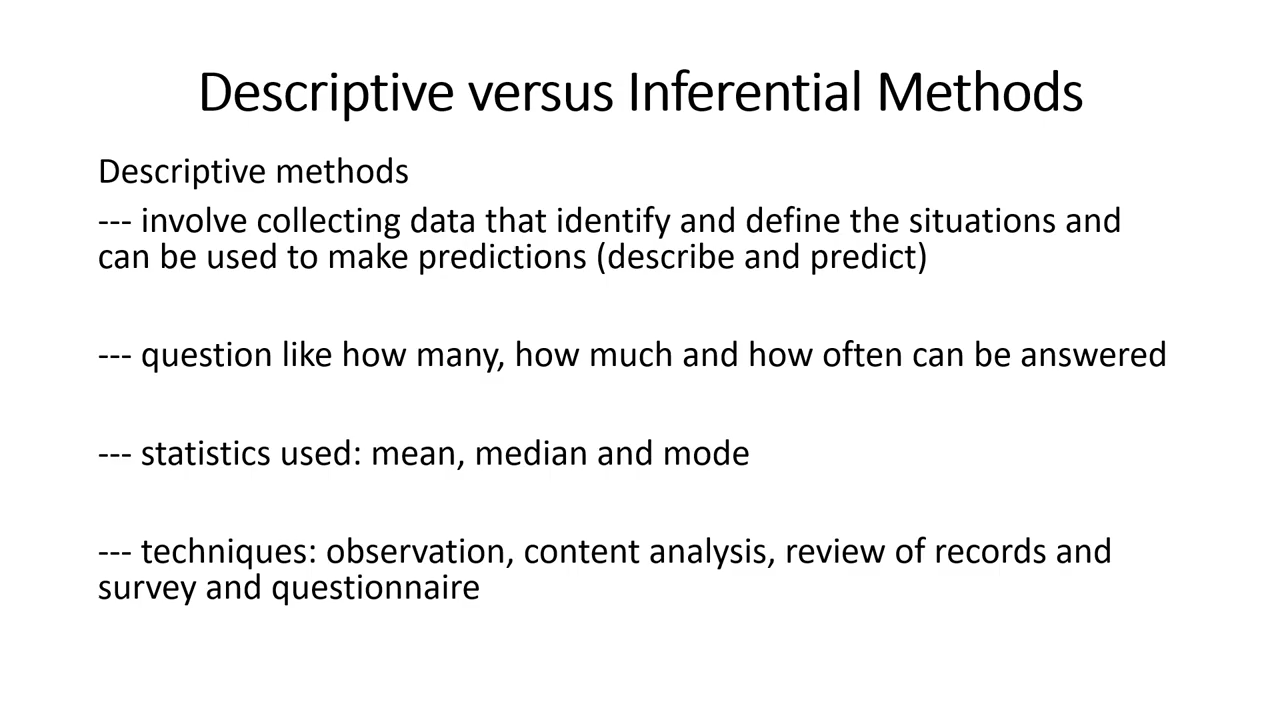 Descriptive versus Inferential Methods
Descriptive methods
--- involve collecting data that identify and define the situations and
can be used to make predictions (describe and predict)
--- question like how many, how much and how often can be answered
--- statistics used: mean, median and mode
--- techniques: observation, content analysis, review of records and
survey and questionnaire